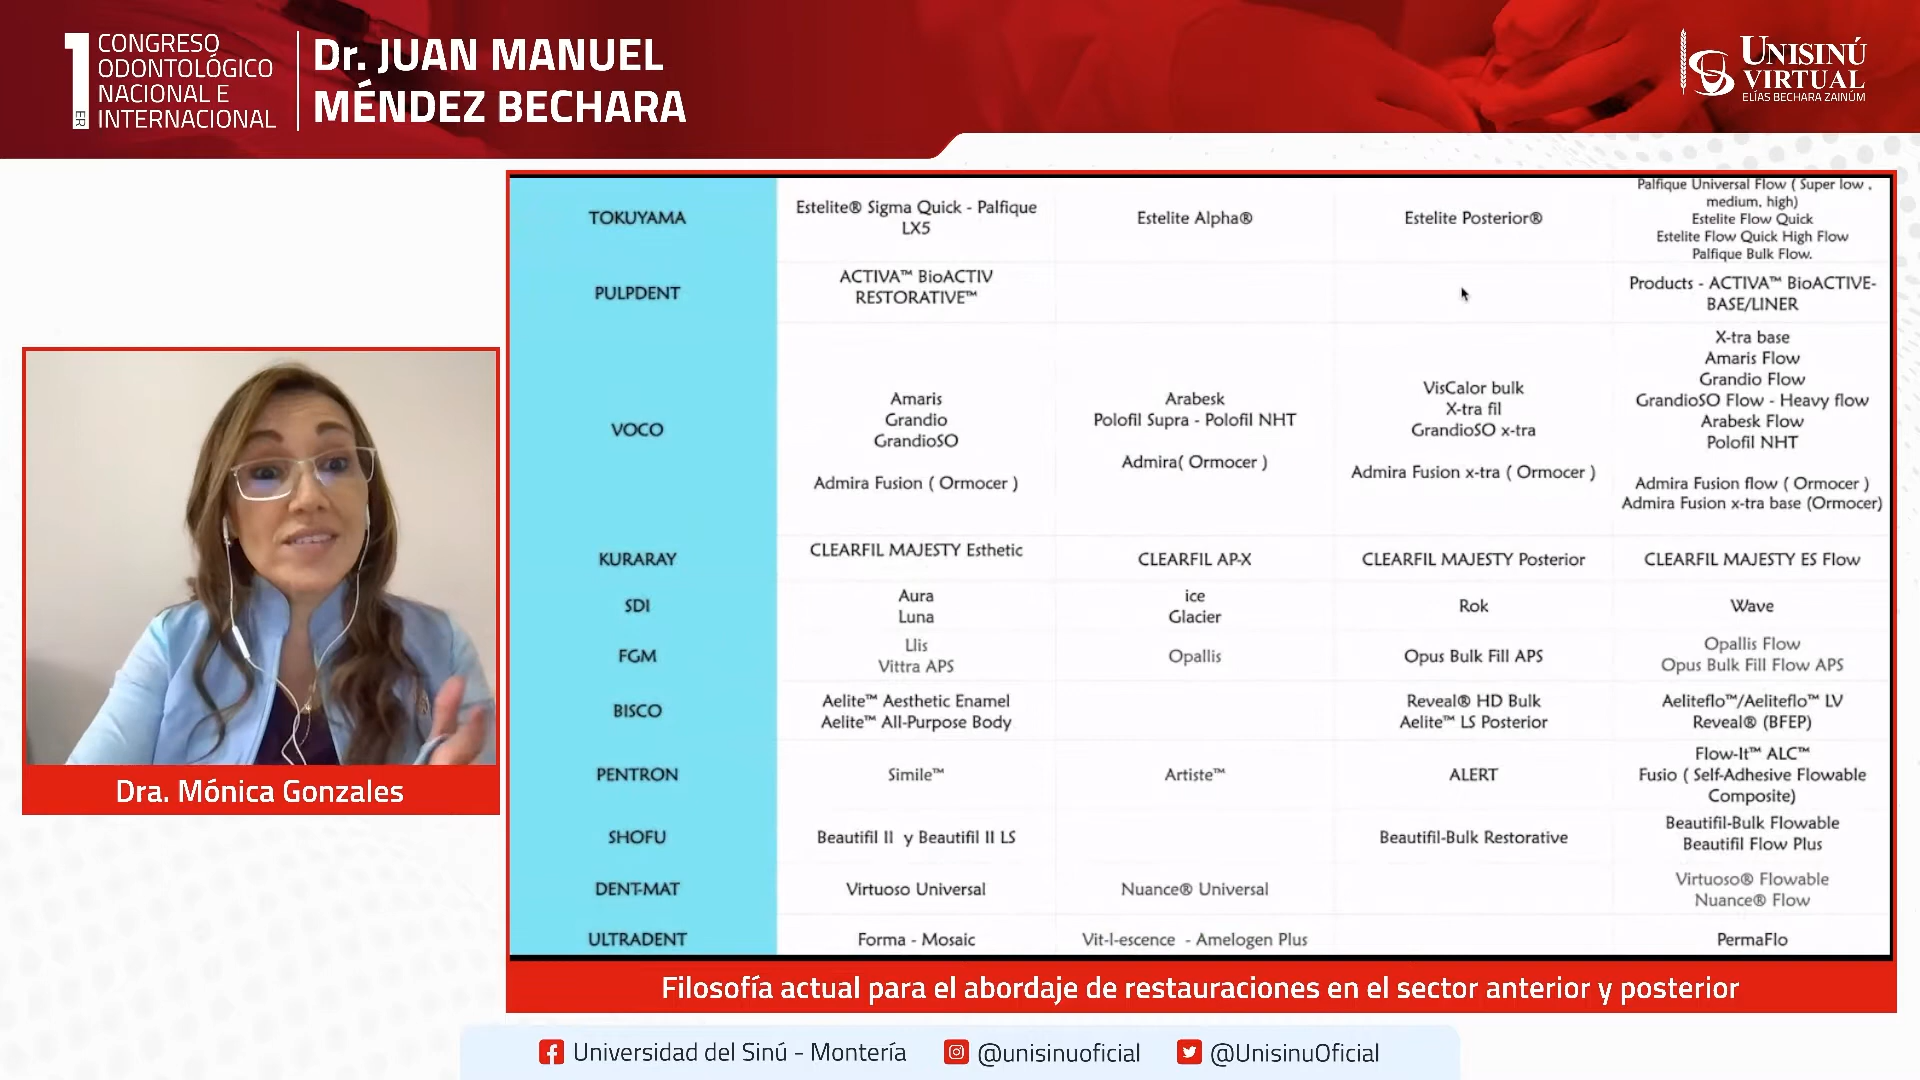 1
ER
CONGRESO
ODONTOLÓGICO
NACIONAL E
INTERNACIONAL
Dr. JUAN MANUEL
MÉNDEZ BECHARA
UNISINÚ
VIRTUAL
ELÍAS BECHARA ZAINÚM
TOKUYAMA
Estelite® Sigma Quick - Palfique
LX5
Estelite Alpha®
Estelite Posterior®
Palfique Universal Flow ( Super low ,
medium, high)
Estelite Flow Quick
Estelite Flow Quick High Flow
Palfique Bulk Flow.
PULPDENT
ACTIVA™ BioACTIV
RESTORATIVE™
Products - ACTIVA™ BioACTIVE-
BASE/LINER
VOCO
Amaris
Grandio
GrandioSO
Admira Fusion ( Ormocer )
Arabesk
Polofil Supra - Polofil NHT
Admira( Ormocer )
VisCalor bulk
X-tra fil
GrandioSO x-tra
Admira Fusion x-tra ( Ormocer )
X-tra base
Amaris Flow
Grandio Flow
GrandioSO Flow - Heavy flow
Arabesk Flow
Polofil NHT
Admira Fusion flow ( Ormocer )
Admira Fusion x-tra base (Ormocer)
KURARAY
CLEARFIL MAJESTY Esthetic
CLEARFIL AP-X
CLEARFIL MAJESTY Posterior
CLEARFIL MAJESTY ES Flow
SDI
Aura
Luna
ice
Glacier
Rok
Wave
FGM
Llis
Vittra APS
Opallis
Opus Bulk Fill APS
Opallis Flow
Opus Bulk Fill Flow APS
BISCO
Aelite™ Aesthetic Enamel
Aelite™ All-Purpose Body
Reveal® HD Bulk
Aelite™ LS Posterior
Aeliteflo™/Aeliteflo™ LV
Reveal® (BFEP)
PENTRON
Simile™
Artiste™
ALERT
Flow-It™ ALC™
Fusio ( Self-Adhesive Flowable
Composite)
SHOFU
Beautifil II y Beautifil II LS
Beautifil-Bulk Restorative
Beautifil-Bulk Flowable
Beautifil Flow Plus
DENT-MAT
Virtuoso Universal
Nuance® Universal
Virtuoso® Flowable
Nuance® Flow
ULTRADENT
Forma - Mosaic
Vit-l-escence - Amelogen Plus
PermaFlo
Dra. Mónica Gonzales
Filosofía actual para el abordaje de restauraciones en el sector anterior y posterior
Universidad del Sinú - Montería
@unisinuoficial
@UnisinuOficial